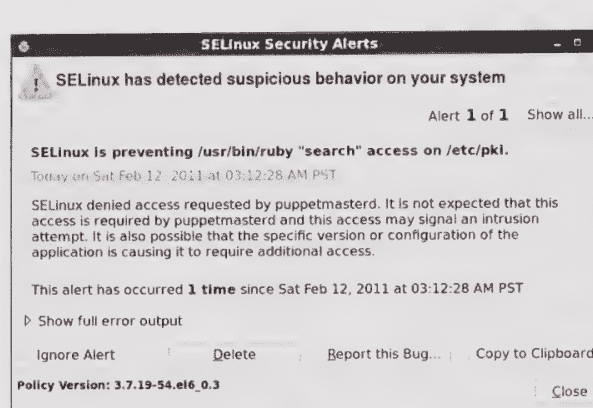 SELinux Security Alerts
SELinux has detected suspicious behavior on your system
Alert 1 of 1 Show all...
SELinux is preventing /usr/bin/ruby "search" access on /etc/pki.
Today on Sat Feb 12, 2011 at 03:12:28 AM PST
SELinux denied access requested by puppetmasterd. It is not expected that this
access is required by puppetmasterd and this access may signal an intrusion
attempt. It is also possible that the specific version or configuration of the
application is causing it to require additional access.
This alert has occurred 1 time since Sat Feb 12, 2011 at 03:12:28 AM PST
Show full error output
Ignore Alert Delete Report this Bug... Copy to Clipboard
Policy Version: 3.7.19-54.el6_0.3
Close